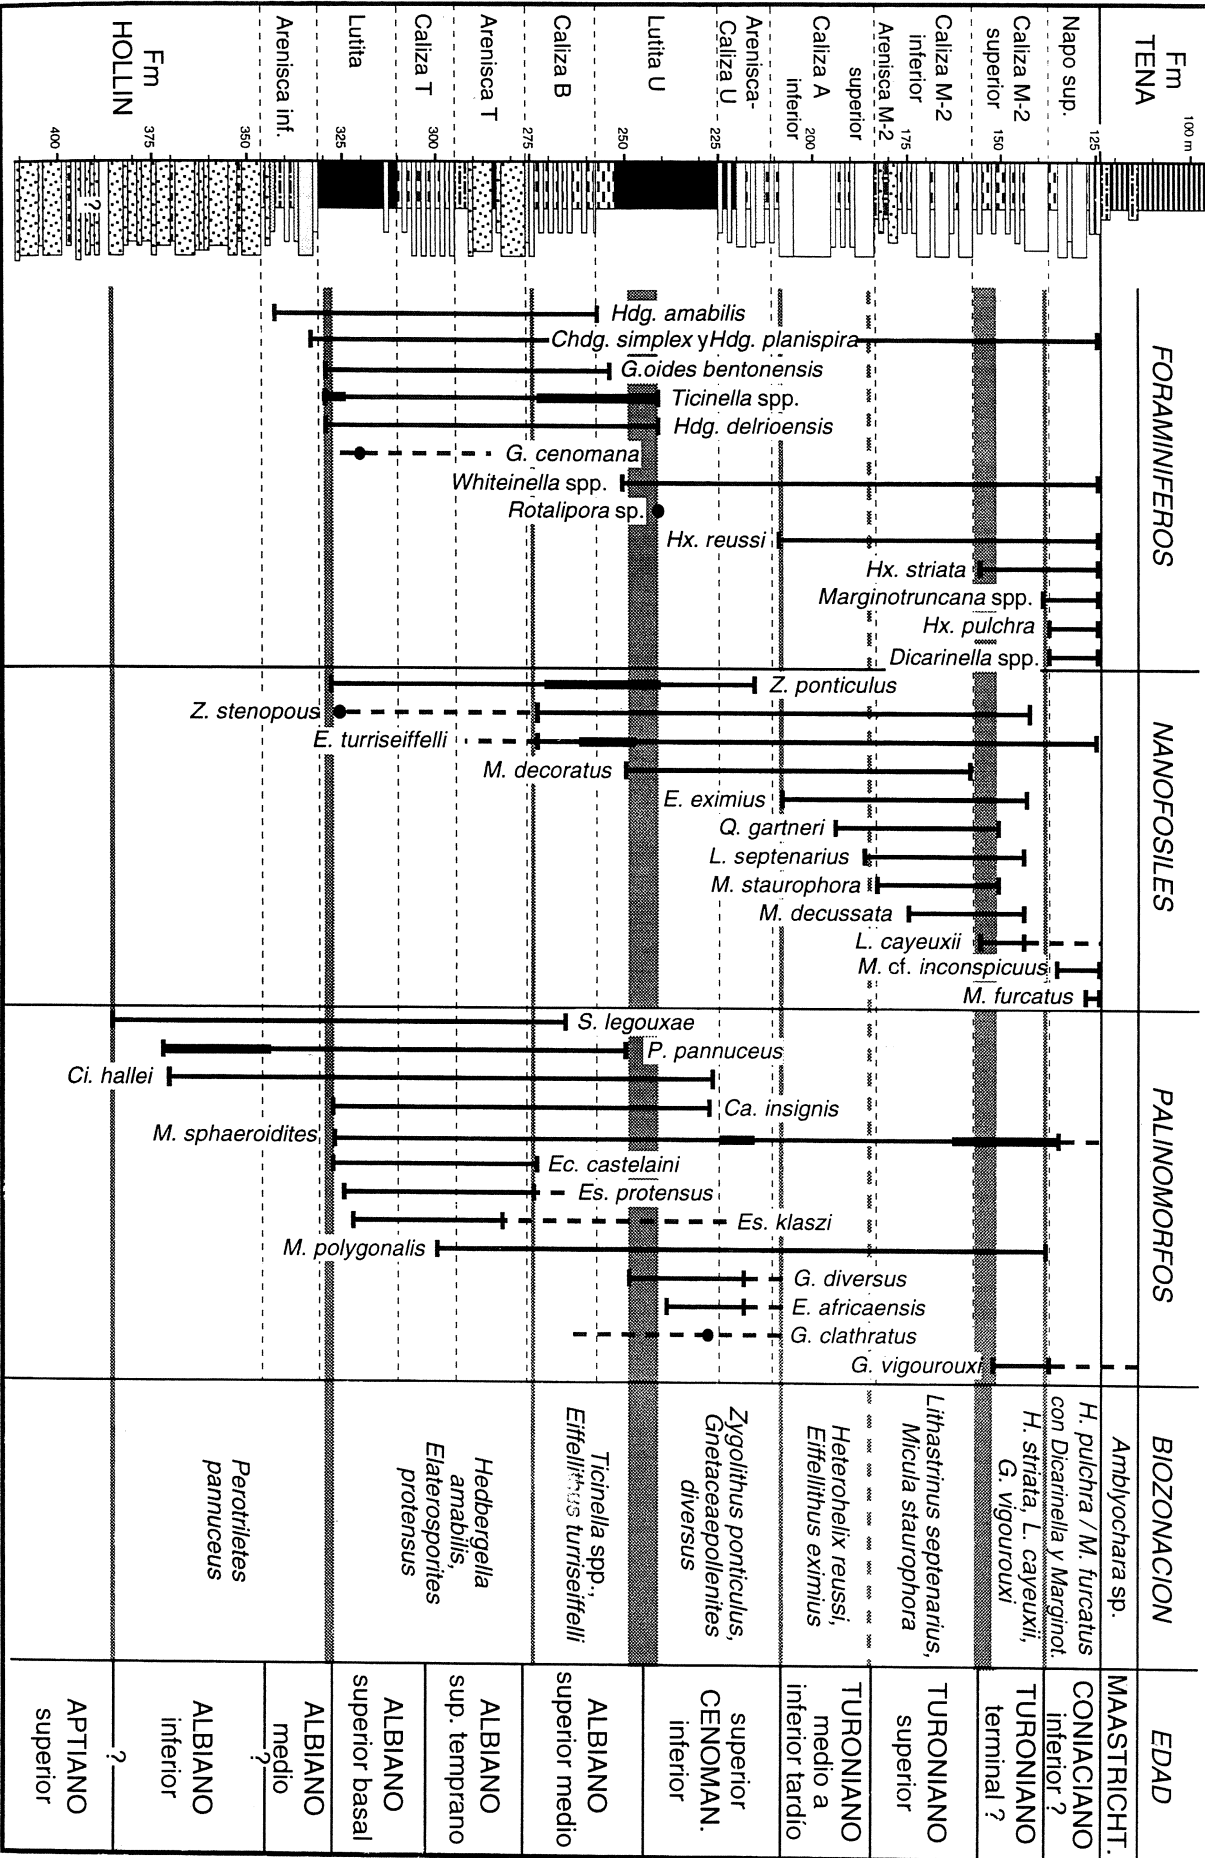 Fm
TENA
Napo sup.
Caliza M-2
superior
Caliza M-2
inferior
Arenisca M-2
superior
Caliza A
inferior
Arenisca-
Caliza U
Lutita U
Caliza B
Arenisca T
Caliza T
Lutita
Arenisca inf.
Fm
HOLLIN
100 m
125
150
175
200
225
250
275
300
325
350
375
400
?
FORAMINIFEROS
Hdg. amabilis
Chdg. simplex y Hdg. planispira
G.oides bentonensis
Ticinella spp.
Hdg. delrioensis
G. cenomana
Whiteinella spp.
Rotalipora sp.
Hx. reussi
Hx. striata
Marginotruncana spp.
Hx. pulchra
Dicarinella spp.
NANOFOSILES
Z. ponticulus
Z. stenopous
E. turriseiffelli
M. decoratus
E. eximius
Q. gartneri
L. septenarius
M. staurophora
M. decussata
L. cayeuxii
M. cf. inconspicuus
M. furcatus
PALINOMORFOS
S. legouxae
P. pannuceus
Ci. hallei
Ca. insignis
M. sphaeroidites
Ec. castelaini
Es. protensus
Es. klaszi
M. polygonalis
G. diversus
E. africaensis
G. clathratus
G. vigourouxi
BIOZONACION
Amblyochara sp.
H. pulchra / M. furcatus
con Dicarinella y Marginot.
H. striata, L. cayeuxii,
G. vigourouxi
Lithastrinus septenarius,
Micula staurophora
Heterohelix reussi,
Eiffellithus eximius
Zygolithus ponticulus,
Gnetaceaepollenites
diversus
Ticinella spp.,
Eiffellithus turriseiffelli
Hedbergella
amabilis,
Elaterosporites
protensus
Perotriletes
pannuceus
EDAD
MAASTRICHT.
CONIACIANO
inferior ?
TURONIANO
terminal ?
TURONIANO
superior
TURONIANO
medio a
inferior tardío
superior
CENOMAN.
inferior
ALBIANO
superior medio
ALBIANO
sup. temprano
ALBIANO
superior basal
ALBIANO
medio
?
ALBIANO
inferior
?
APTIANO
superior